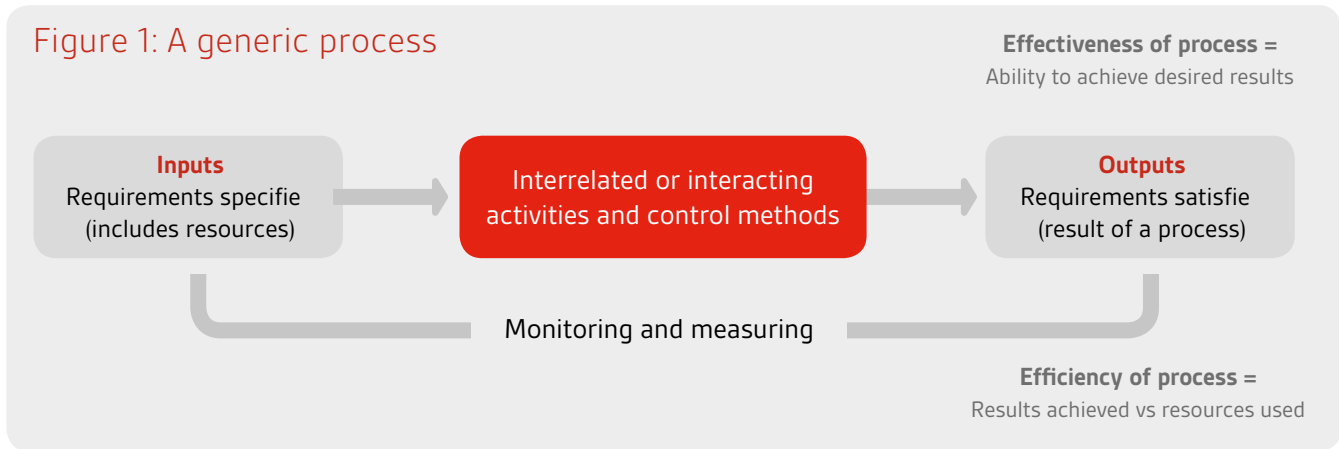 Figure 1: A generic process
Effectiveness of process =
Ability to achieve desired results
Inputs
Requirements specifie
(includes resources)
Interrelated or interacting
activities and control methods
Outputs
Requirements satisfie
(result of a process)
Monitoring and measuring
Efficiency of process =
Results achieved vs resources used